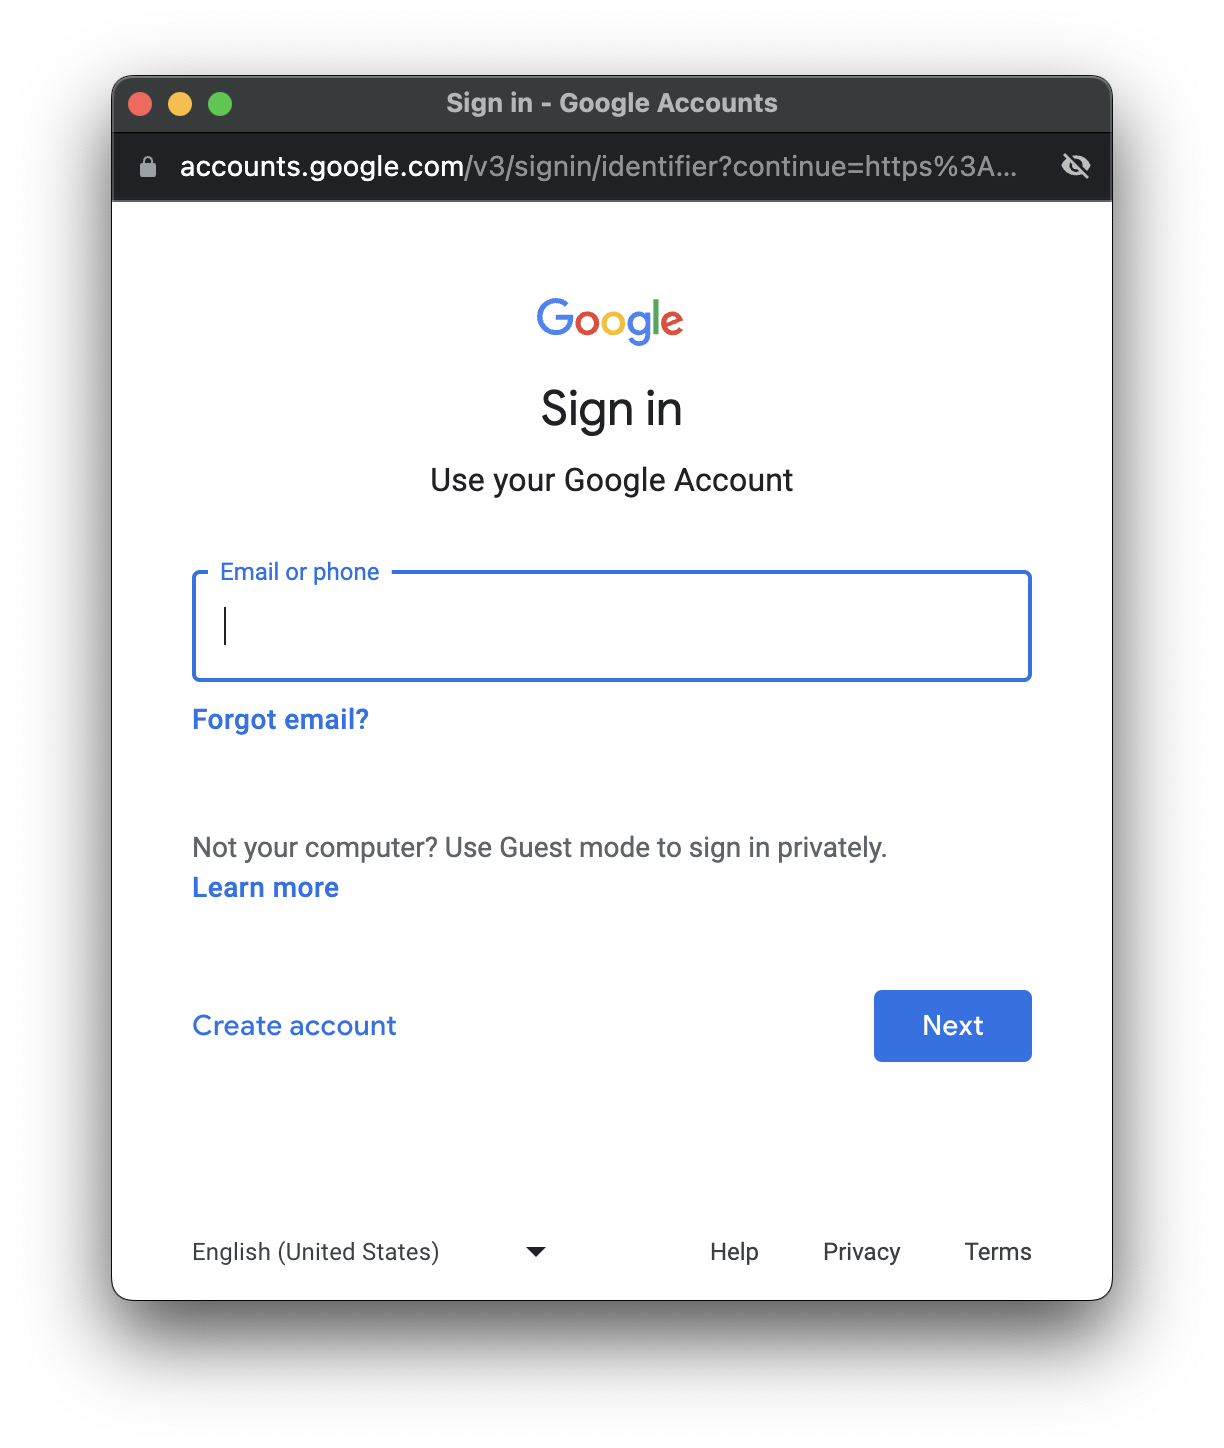 Sign in - Google Accounts
accounts.google.com/v3/signin/identifier?continue=https%3A...
Google
Sign in
Use your Google Account
Email or phone
Forgot email?
Not your computer? Use Guest mode to sign in privately.
Learn more
Create account
Next
English (United States)
Help
Privacy
Terms